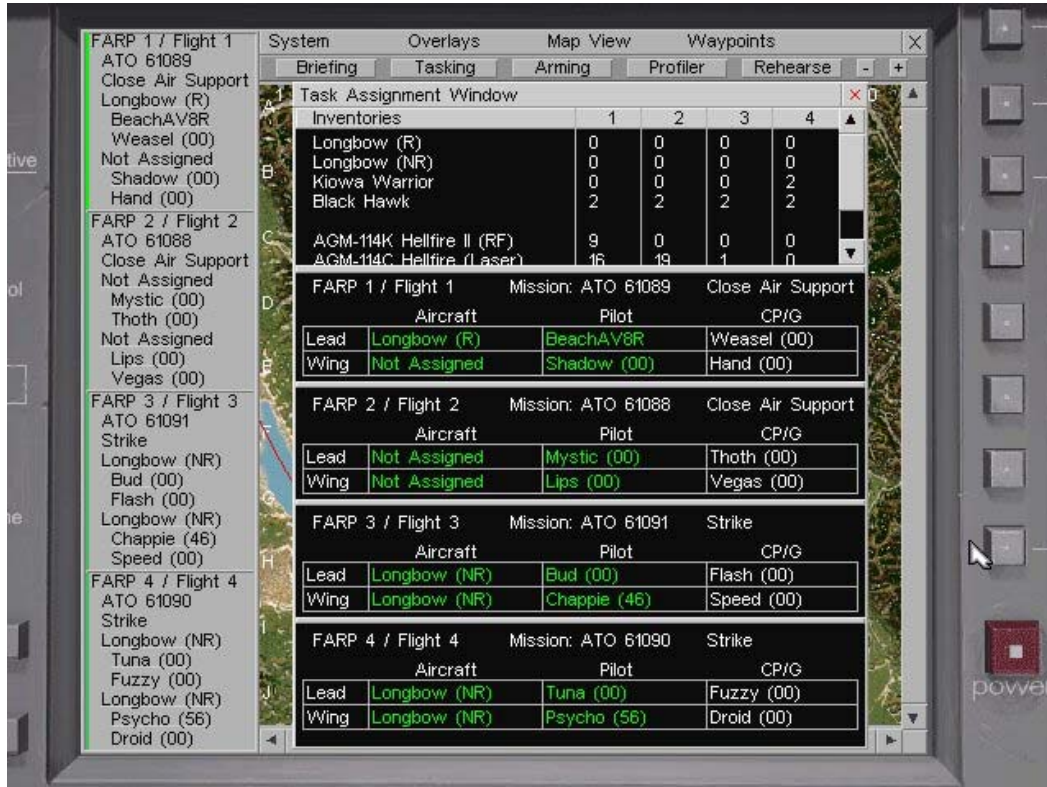 FARP 1 / Flight 1
ATO 61089
Close Air Support
Longbow (R)
BeachAV8R
Weasel (00)
Not Assigned
Shadow (00)
Hand (00)
FARP 2 / Flight 2
ATO 61088
Close Air Support
Not Assigned
Mystic (00)
Thoth (00)
Not Assigned
Lips (00)
Vegas (00)
FARP 3 / Flight 3
ATO 61091
Strike
Longbow (NR)
Bud (00)
Flash (00)
Longbow (NR)
Chappie (46)
Speed (00)
FARP 4 / Flight 4
ATO 61090
Strike
Longbow (NR)
Tuna (00)
Fuzzy (00)
Longbow (NR)
Psycho (56)
Droid (00)
System Overlays Map View Waypoints X
Briefing Tasking Arming Profiler Rehearse - +
Task Assignment Window
Inventories 1 2 3 4
Longbow (R) 0 0 0 0
Longbow (NR) 0 0 0 0
Kiowa Warrior 0 0 0 2
Black Hawk 2 2 2 2
AGM-114K Hellfire II (RF) 9 0 0 0
AGM-114C Hellfire (Laser) 16 19 1 0
FARP 1 / Flight 1 Mission: ATO 61089 Close Air Support
Aircraft Pilot CP/G
Lead Longbow (R) BeachAV8R Weasel (00)
Wing Not Assigned Shadow (00) Hand (00)
FARP 2 / Flight 2 Mission: ATO 61088 Close Air Support
Aircraft Pilot CP/G
Lead Not Assigned Mystic (00) Thoth (00)
Wing Not Assigned Lips (00) Vegas (00)
FARP 3 / Flight 3 Mission: ATO 61091 Strike
Aircraft Pilot CP/G
Lead Longbow (NR) Bud (00) Flash (00)
Wing Longbow (NR) Chappie (46) Speed (00)
FARP 4 / Flight 4 Mission: ATO 61090 Strike
Aircraft Pilot CP/G
Lead Longbow (NR) Tuna (00) Fuzzy (00)
Wing Longbow (NR) Psycho (56) Droid (00)
A
B
C
D
E
F
G
H
I
J